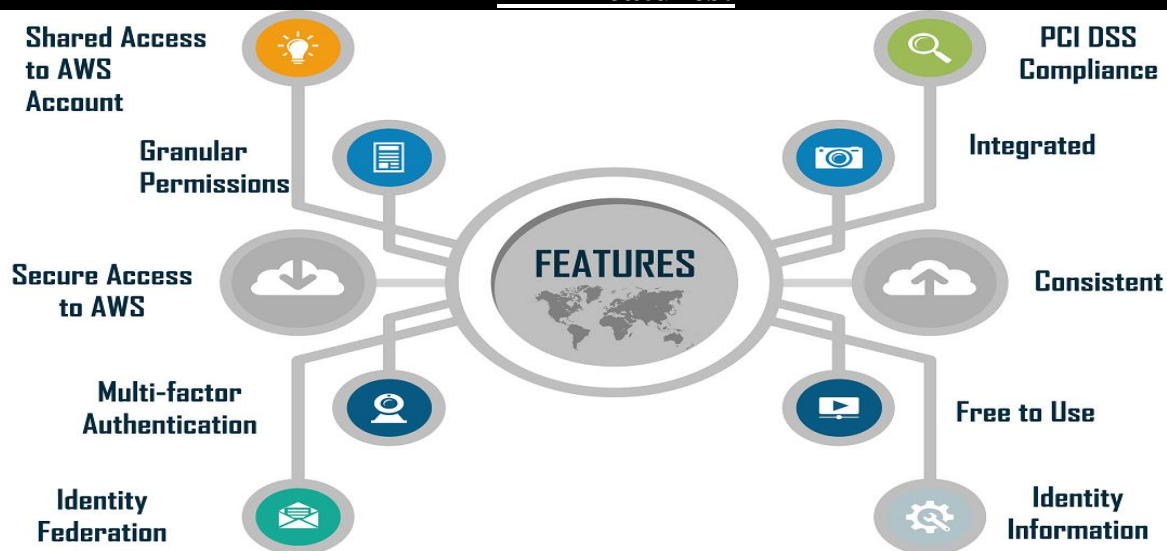 Shared Access
to AWS
Account
Granular
Permissions
Secure Access
to AWS
Multi-factor
Authentication
Identity
Federation
FEATURES
PCI DSS
Compliance
Integrated
Consistent
Free to Use
Identity
Information